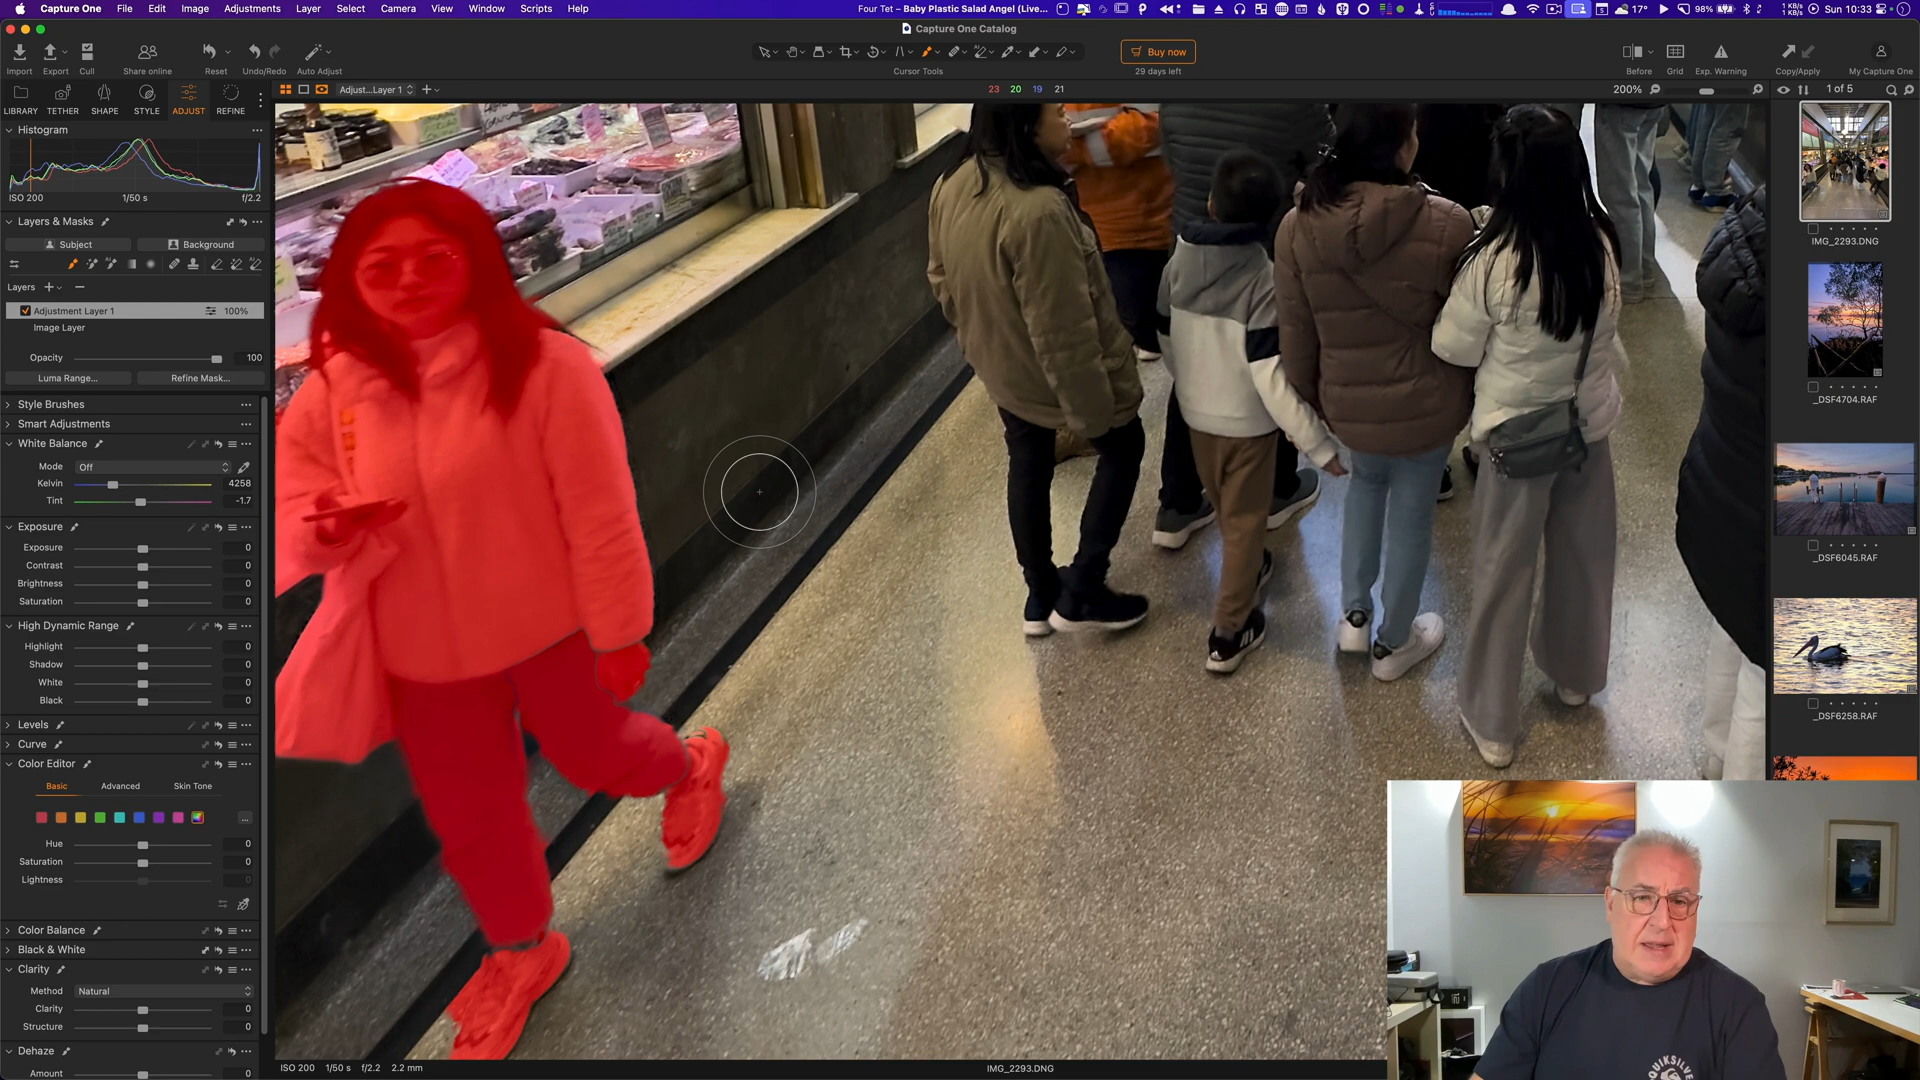 Capture One File Edit Image Adjustments Layer Select Camera View Window Scripts Help Four Tet – Baby Plastic Salad Angel (Live... 17° 98% 1 KB/s 1 KB/s Sun 10:33
Capture One Catalog
Import Export Cull Share online Reset Undo/Redo Auto Adjust Cursor Tools Buy now 29 days left Before Grid Exp. Warning Copy/Apply My Capture One
LIBRARY TETHER SHAPE STYLE ADJUST REFINE
Adjust...Layer 1 23 20 19 21 200% 1 of 5
Histogram
ISO 200 1/50 s f/2.2
Layers & Masks
Subject Background
Layers
Adjustment Layer 1 100%
Image Layer
Opacity 100
Luma Range... Refine Mask...
Style Brushes
Smart Adjustments
White Balance
Mode Off
Kelvin 4258
Tint -1.7
Exposure
Exposure 0
Contrast 0
Brightness 0
Saturation 0
High Dynamic Range
Highlight 0
Shadow 0
White 0
Black 0
Levels
Curve
Color Editor
Basic Advanced Skin Tone
Hue 0
Saturation 0
Lightness 0
Color Balance
Black & White
Clarity
Method Natural
Clarity 0
Structure 0
Dehaze
Amount 0
ISO 200 1/50 s f/2.2 2.2 mm IMG_2293.DNG
IMG_2293.DNG
_DSF4704.RAF
_DSF6045.RAF
_DSF6258.RAF
QUIKSILVER